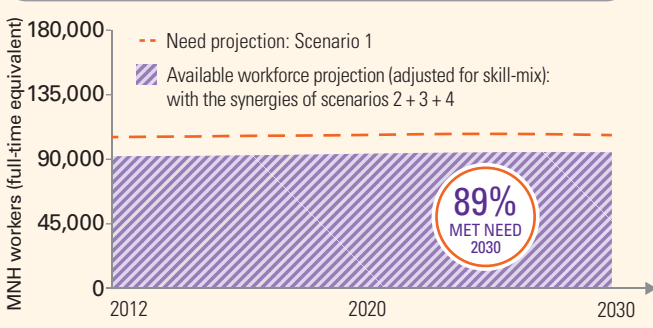 MNH workers (full-time equivalent)
180,000
135,000
90,000
45,000
0
Need projection: Scenario 1
Available workforce projection (adjusted for skill-mix):
with the synergies of scenarios 2 + 3 + 4
89%
MET NEED
2030
2012
2020
2030